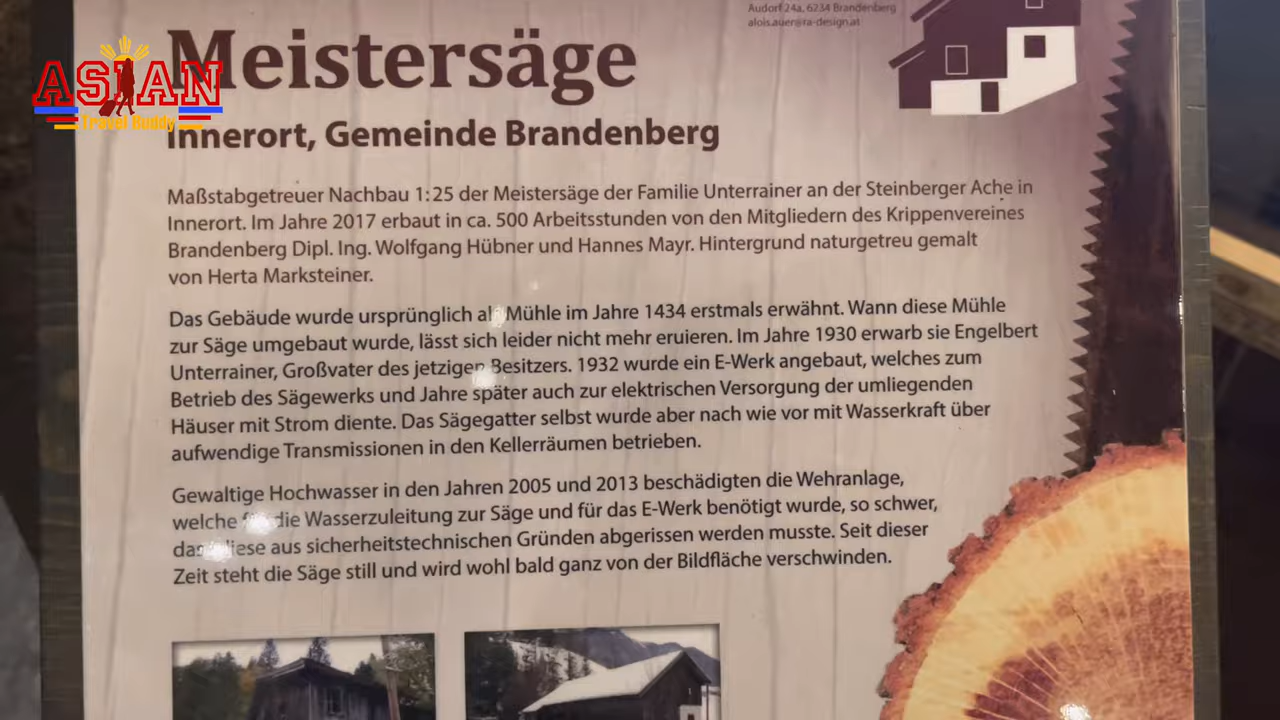 Audorf 24a, 6234 Brandenberg
alois.auer@ra-design.at
ASIAN
Travel Buddy
Meistersäge
Innerort, Gemeinde Brandenberg
Maßstabgetreuer Nachbau 1:25 der Meistersäge der Familie Unterrainer an der Steinberger Ache in
Innerort. Im Jahre 2017 erbaut in ca. 500 Arbeitsstunden von den Mitgliedern des Krippenvereines
Brandenberg Dipl. Ing. Wolfgang Hübner und Hannes Mayr. Hintergrund naturgetreu gemalt
von Herta Marksteiner.
Das Gebäude wurde ursprünglich als Mühle im Jahre 1434 erstmals erwähnt. Wann diese Mühle
zur Säge umgebaut wurde, lässt sich leider nicht mehr eruieren. Im Jahre 1930 erwarb sie Engelbert
Unterrainer, Großvater des jetzigen Besitzers. 1932 wurde ein E-Werk angebaut, welches zum
Betrieb des Sägewerks und Jahre später auch zur elektrischen Versorgung der umliegenden
Häuser mit Strom diente. Das Sägegatter selbst wurde aber nach wie vor mit Wasserkraft über
aufwendige Transmissionen in den Kellerräumen betrieben.
Gewaltige Hochwasser in den Jahren 2005 und 2013 beschädigten die Wehranlage,
welche für die Wasserzuleitung zur Säge und für das E-Werk benötigt wurde, so schwer,
dass diese aus sicherheitstechnischen Gründen abgerissen werden musste. Seit dieser
Zeit steht die Säge still und wird wohl bald ganz von der Bildfläche verschwinden.